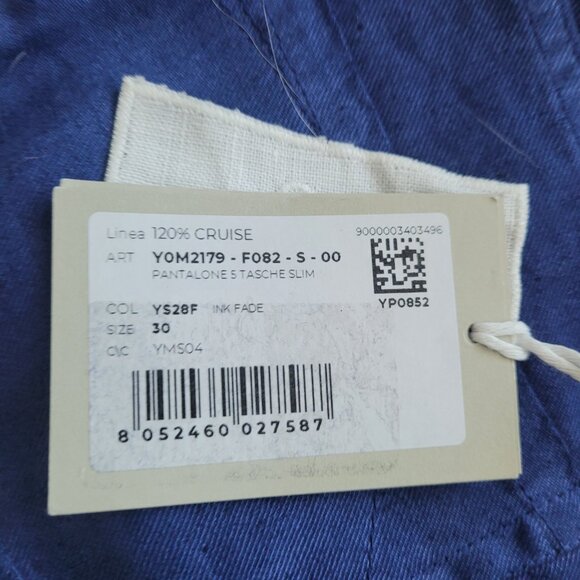 Linea 120% CRUISE
9000003403496
ART Y0M2179 - F082 - S - 00
PANTALONE 5 TASCHE SLIM
YP0852
COL YS28F INK FADE
SIZE 30
C\C YMS04
8 052460 027587